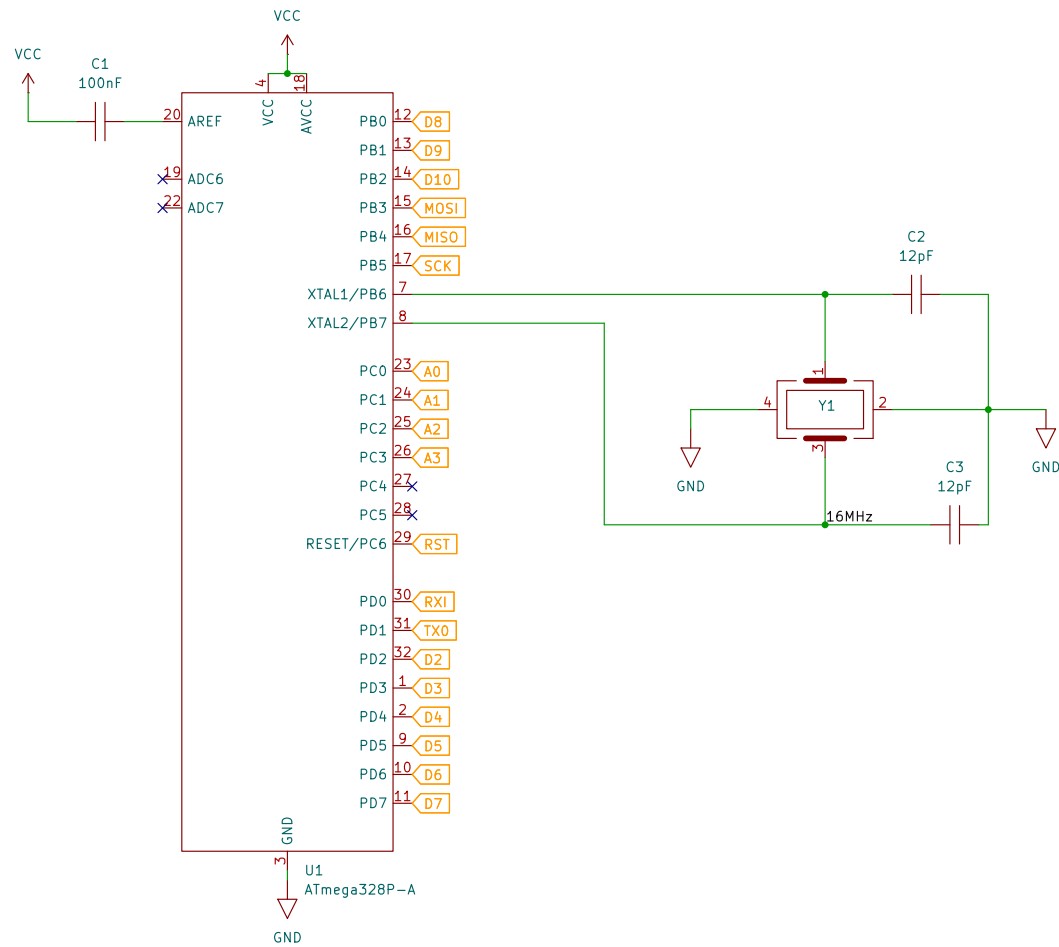 VCC
VCC
C1
100nF
4
18
20
AREF
VCC
AVCC
19
ADC6
22
ADC7
PB0
12
D8
PB1
13
D9
PB2
14
D10
PB3
15
MOSI
PB4
16
MISO
PB5
17
SCK
XTAL1/PB6
7
XTAL2/PB7
8
PC0
23
A0
PC1
24
A1
PC2
25
A2
PC3
26
A3
PC4
27
PC5
28
RESET/PC6
29
RST
PD0
30
RXI
PD1
31
TX0
PD2
32
D2
PD3
1
D3
PD4
2
D4
PD5
9
D5
PD6
10
D6
PD7
11
D7
GND
3
U1
ATmega328P-A
GND
C2
12pF
1
4
Y1
2
3
GND
GND
C3
12pF
16MHz